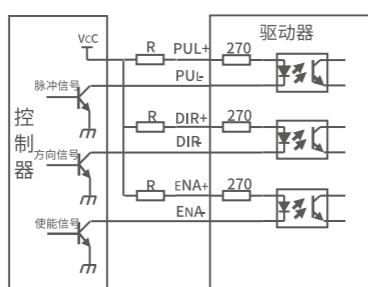 驱动器
VCC
R
PUL+
270
PUL-
脉冲信号
控制器
R
DIR+
270
DIR-
方向信号
R
ENA+
270
ENA-
使能信号